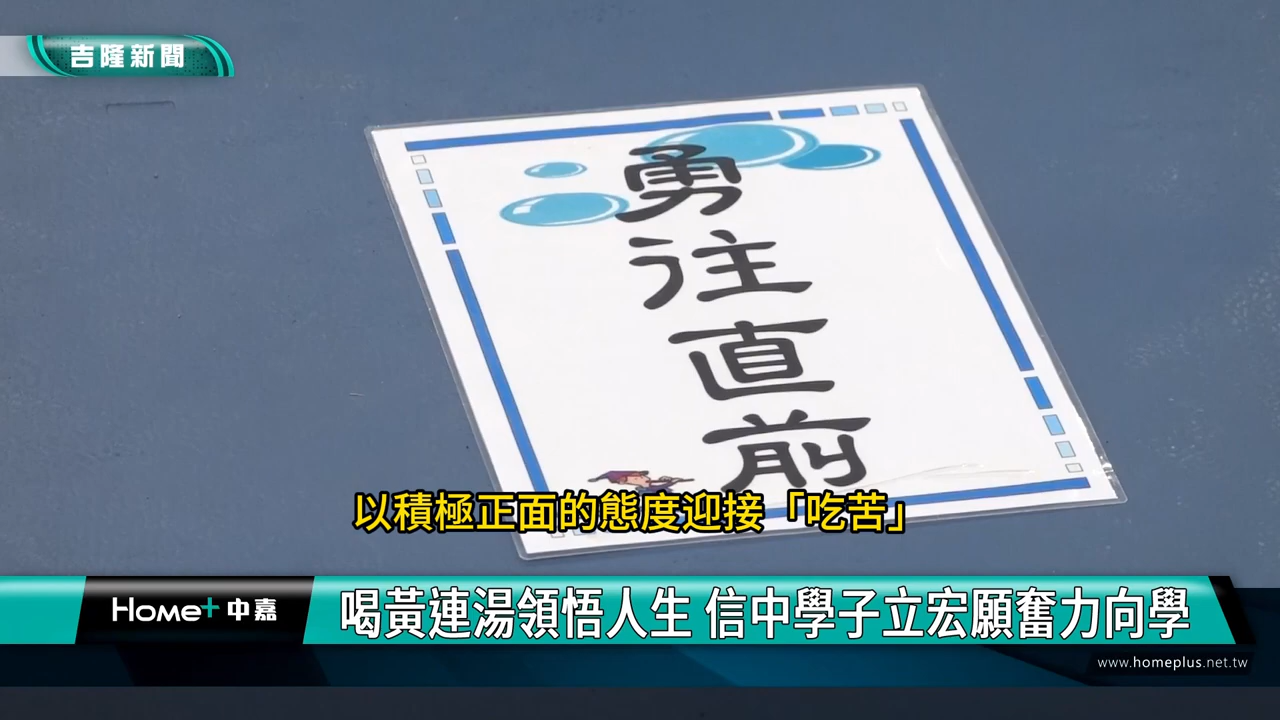 吉隆新聞
勇往直前
以積極正面的態度迎接「吃苦」
Home+中嘉
喝黃連湯領悟人生 信中學子立宏願奮力向學
www.homeplus.net.tw